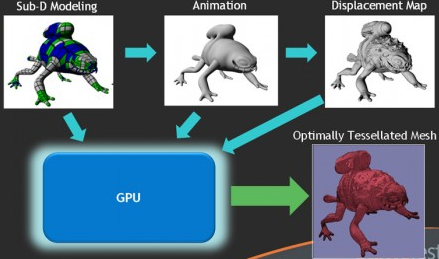 Sub-D Modeling
Animation
Displacement Map
Optimally Tessellated Mesh
GPU